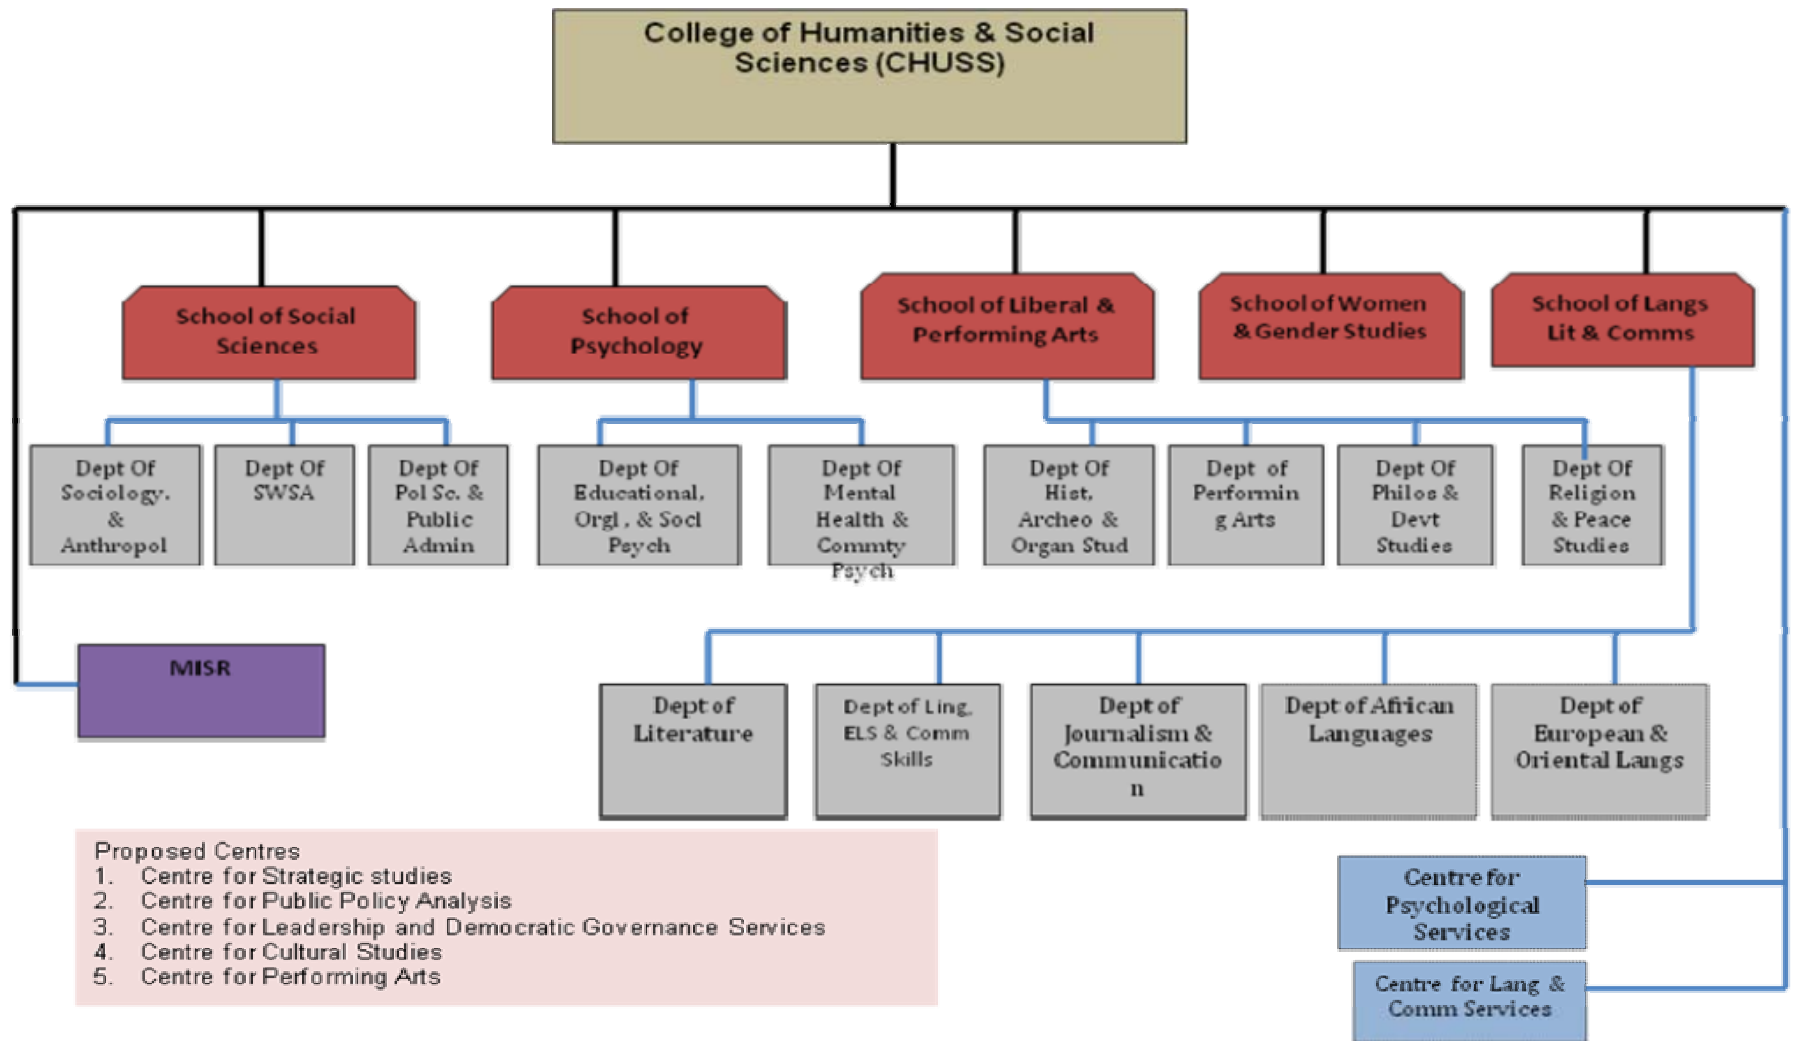 College of Humanities & Social
Sciences (CHUSS)
School of Social
Sciences
School of
Psychology
School of Liberal &
Performing Arts
School of Women
& Gender Studies
School of Langs
Lit & Comms
Dept Of
Sociology.
&
Anthropol
Dept Of
SWSA
Dept Of
Pol Sc. &
Public
Admin
Dept Of
Educational,
Orgl , & Socl
Psych
Dept Of
Mental
Health &
Commty
Psych
Dept Of
Hist,
Archeo &
Organ Stud
Dept of
Performin
g Arts
Dept Of
Philos &
Devt
Studies
Dept Of
Religion
& Peace
Studies
MISR
Dept of
Literature
Dept of Ling,
ELS & Comm
Skills
Dept of
Journalism &
Communicatio
n
Dept of African
Languages
Dept of
European &
Oriental Langs
Proposed Centres
1. Centre for Strategic studies
2. Centre for Public Policy Analysis
3. Centre for Leadership and Democratic Governance Services
4. Centre for Cultural Studies
5. Centre for Performing Arts
Centre for
Psychological
Services
Centre for Lang &
Comm Services